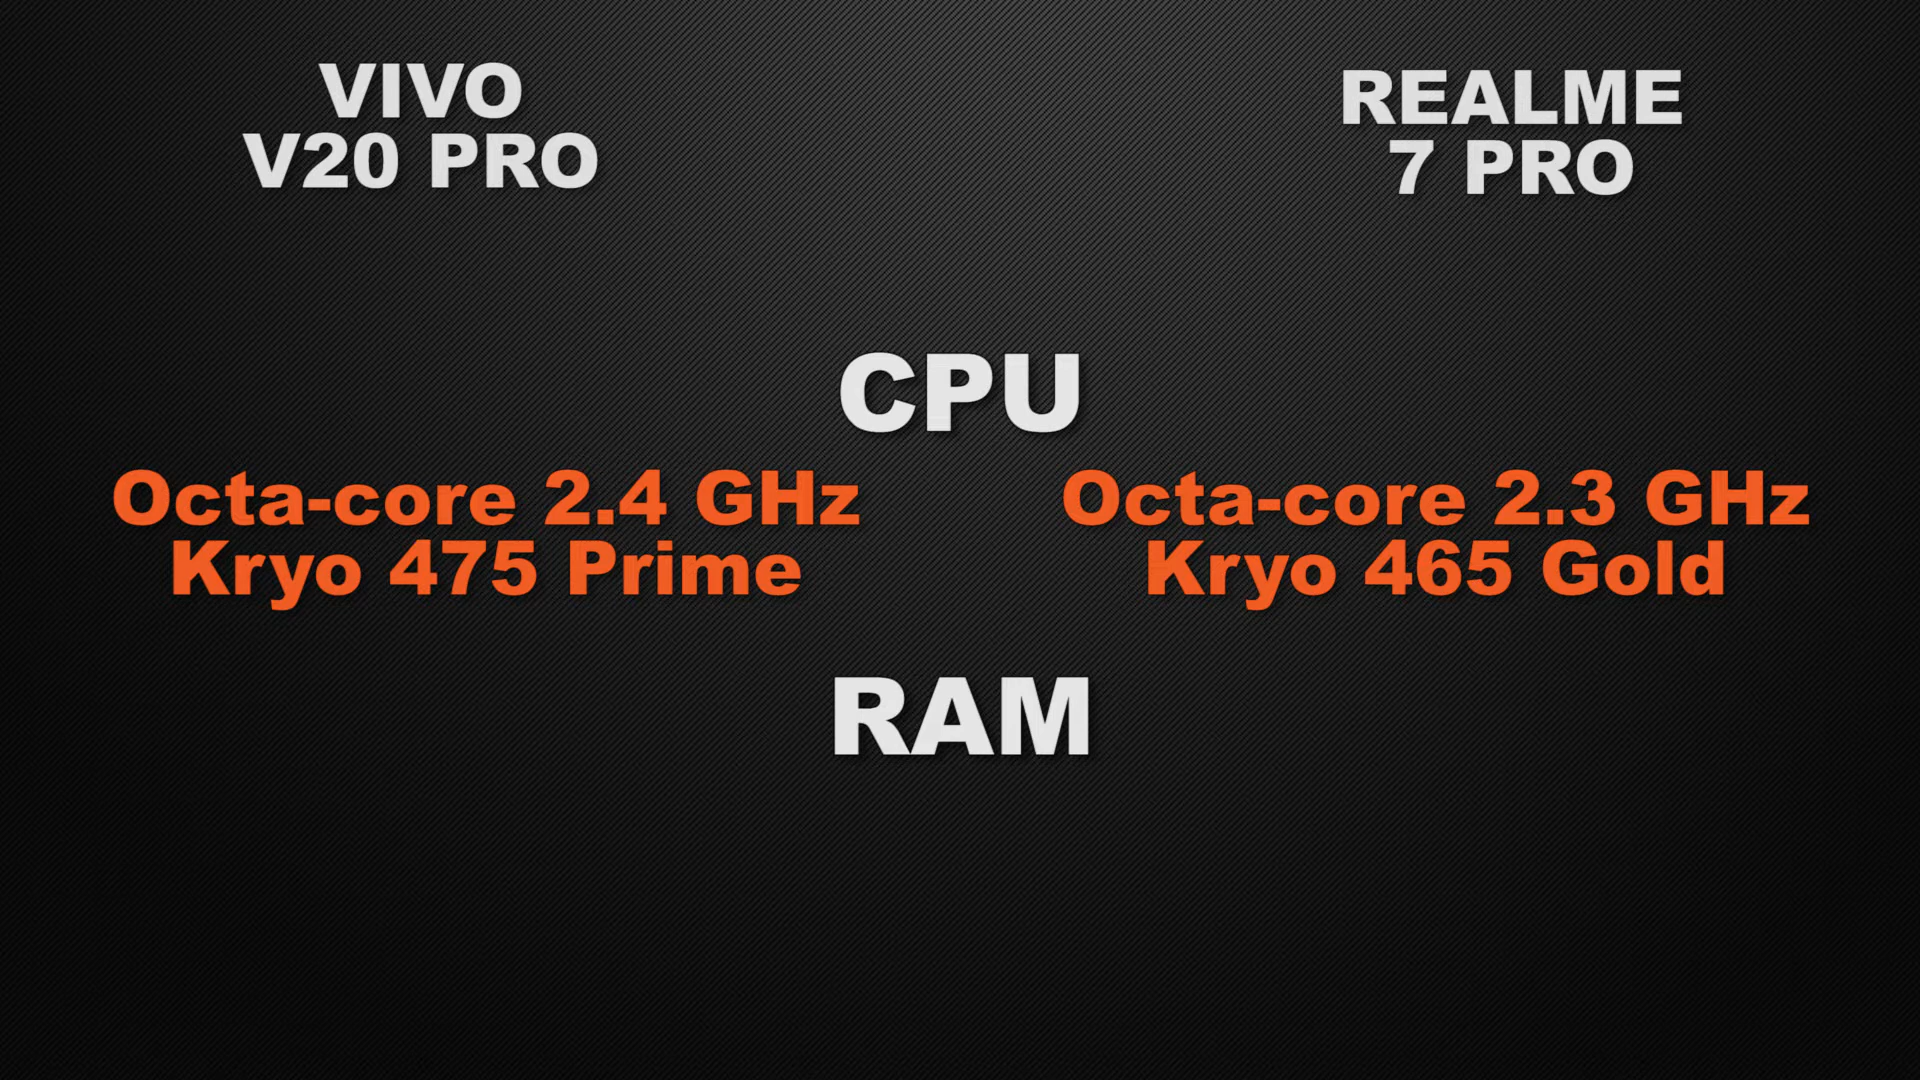 VIVO
V20 PRO
REALME
7 PRO
CPU
Octa-core 2.4 GHz
Kryo 475 Prime
Octa-core 2.3 GHz
Kryo 465 Gold
RAM